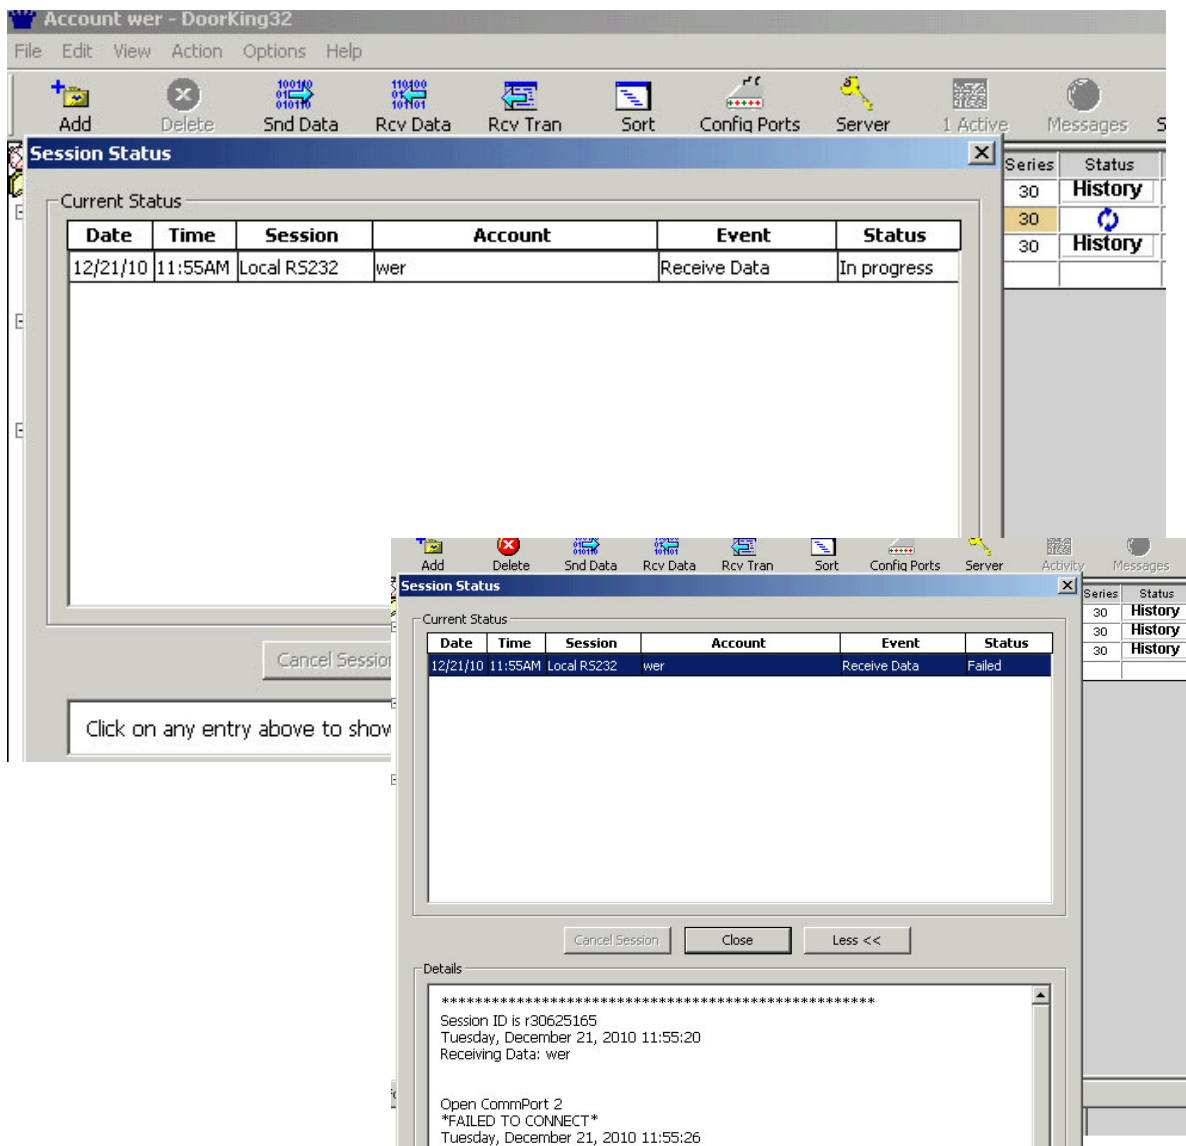 Account wer - DoorKing32
File Edit View Action Options Help
Add Delete Snd Data Rcv Data Rcv Tran Sort Config Ports Server 1 Active Messages S
Session Status
Series Status
Current Status
30 History
Date Time Session Account Event Status
30
30 History
12/21/10 11:55AM Local RS232 wer Receive Data In progress
Cancel Session
Click on any entry above to show
Add Delete Snd Data Rcv Data Rcv Tran Sort Config Ports Server Activity Messages
Session Status
Series Status
30 History
Current Status
30 History
Date Time Session Account Event Status
30 History
12/21/10 11:55AM Local RS232 wer Receive Data Failed
Cancel Session Close Less <<
Details
****************************************************
Session ID is r30625165
Tuesday, December 21, 2010 11:55:20
Receiving Data: wer
Open CommPort 2
*FAILED TO CONNECT*
Tuesday, December 21, 2010 11:55:26